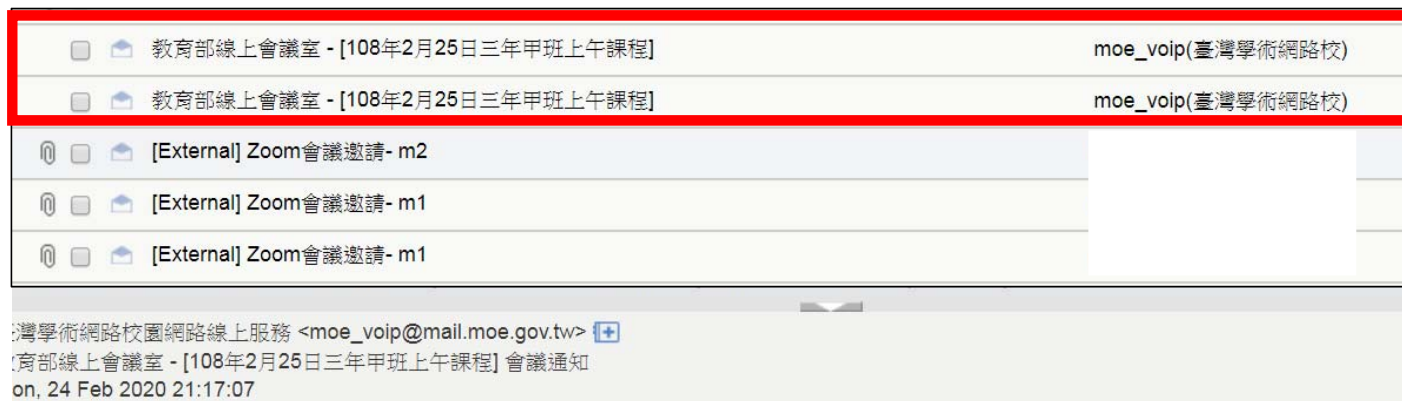 教育部線上會議室 - [108年2月25日三年甲班上午課程] moe_voip(臺灣學術網路校)
教育部線上會議室 - [108年2月25日三年甲班上午課程] moe_voip(臺灣學術網路校)
[External] Zoom會議邀請- m2
[External] Zoom會議邀請- m1
[External] Zoom會議邀請- m1
灣學術網路校園網路線上服務 <moe_voip@mail.moe.gov.tw>
育部線上會議室 - [108年2月25日三年甲班上午課程] 會議通知
on, 24 Feb 2020 21:17:07